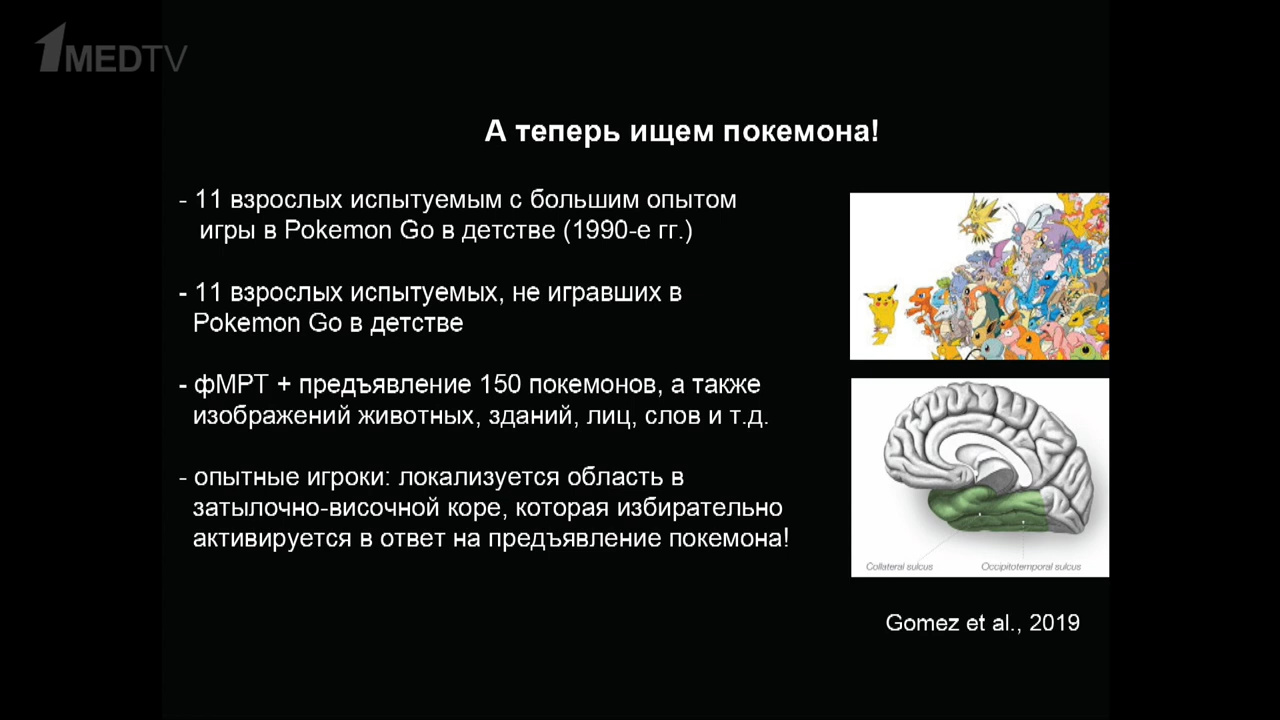 1MEDTV
А теперь ищем покемона!
- 11 взрослых испытуемым с большим опытом
игры в Pokemon Go в детстве (1990-е гг.)
- 11 взрослых испытуемых, не игравших в
Pokemon Go в детстве
- фМРТ + предъявление 150 покемонов, а также
изображений животных, зданий, лиц, слов и т.д.
- опытные игроки: локализуется область в
затылочно-височной коре, которая избирательно
активируется в ответ на предъявление покемона!
Collateral sulcus
Occipitotemporal sulcus
Gomez et al., 2019